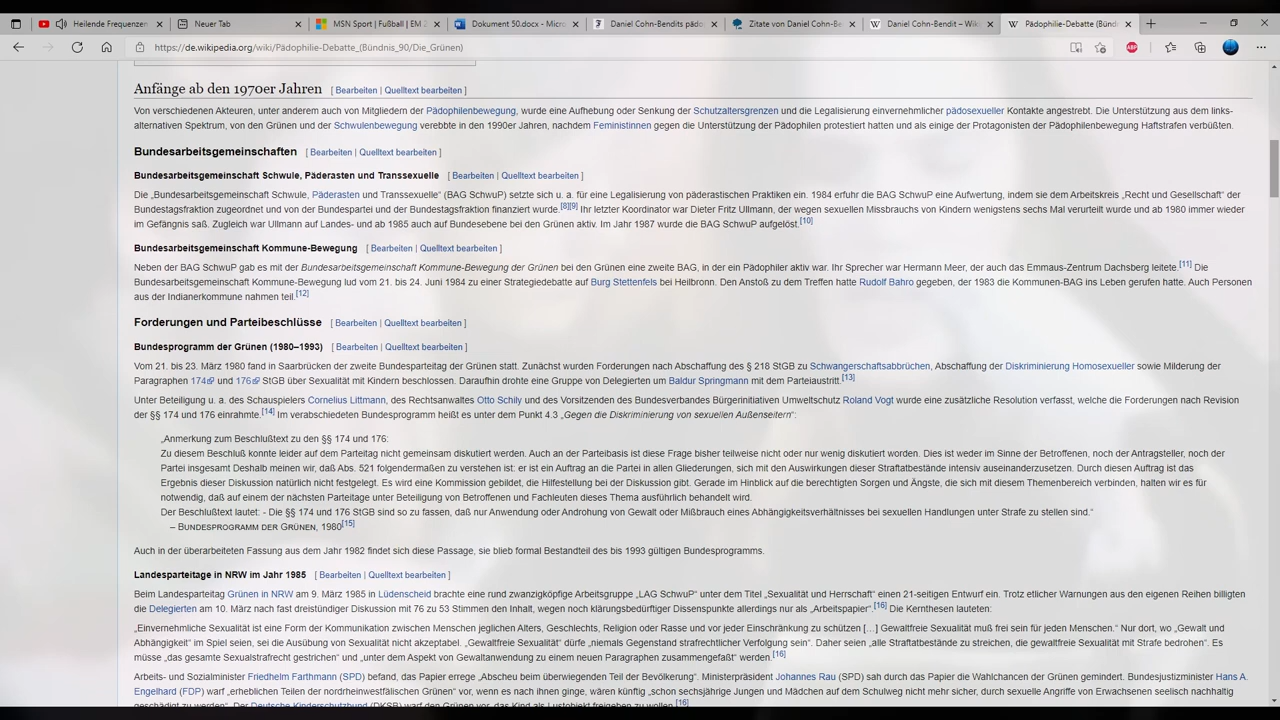 Heilende Frequenzen
Neuer Tab
MSN Sport | Fußball | EM 2
Dokument 50.docx - Micro
Daniel Cohn-Bendits pädop
Zitate von Daniel Cohn-Be
Daniel Cohn-Bendit – Wik
Pädophilie-Debatte (Bündn
https://de.wikipedia.org/wiki/Pädophilie-Debatte_(Bündnis_90/Die_Grünen)
ABP
Anfänge ab den 1970er Jahren [ Bearbeiten | Quelltext bearbeiten ]
Von verschiedenen Akteuren, unter anderem auch von Mitgliedern der Pädophilenbewegung, wurde eine Aufhebung oder Senkung der Schutzaltersgrenzen und die Legalisierung einvernehmlicher pädosexueller Kontakte angestrebt. Die Unterstützung aus dem links-
alternativen Spektrum, von den Grünen und der Schwulenbewegung verebbte in den 1990er Jahren, nachdem Feministinnen gegen die Unterstützung der Pädophilen protestiert hatten und als einige der Protagonisten der Pädophilenbewegung Haftstrafen verbüßten.
Bundesarbeitsgemeinschaften [ Bearbeiten | Quelltext bearbeiten ]
Bundesarbeitsgemeinschaft Schwule, Päderasten und Transsexuelle [ Bearbeiten | Quelltext bearbeiten ]
Die „Bundesarbeitsgemeinschaft Schwule, Päderasten und Transsexuelle“ (BAG SchwuP) setzte sich u. a. für eine Legalisierung von päderastischen Praktiken ein. 1984 erfuhr die BAG SchwuP eine Aufwertung, indem sie dem Arbeitskreis „Recht und Gesellschaft“ der
Bundestagsfraktion zugeordnet und von der Bundespartei und der Bundestagsfraktion finanziert wurde.[8][9] Ihr letzter Koordinator war Dieter Fritz Ullmann, der wegen sexuellen Missbrauchs von Kindern wenigstens sechs Mal verurteilt wurde und ab 1980 immer wieder
im Gefängnis saß. Zugleich war Ullmann auf Landes- und ab 1985 auch auf Bundesebene bei den Grünen aktiv. Im Jahr 1987 wurde die BAG SchwuP aufgelöst.[10]
Bundesarbeitsgemeinschaft Kommune-Bewegung [ Bearbeiten | Quelltext bearbeiten ]
Neben der BAG SchwuP gab es mit der Bundesarbeitsgemeinschaft Kommune-Bewegung der Grünen bei den Grünen eine zweite BAG, in der ein Pädophiler aktiv war. Ihr Sprecher war Hermann Meer, der auch das Emmaus-Zentrum Dachsberg leitete.[11] Die
Bundesarbeitsgemeinschaft Kommune-Bewegung lud vom 21. bis 24. Juni 1984 zu einer Strategiedebatte auf Burg Stettenfels bei Heilbronn. Den Anstoß zu dem Treffen hatte Rudolf Bahro gegeben, der 1983 die Kommunen-BAG ins Leben gerufen hatte. Auch Personen
aus der Indianerkommune nahmen teil.[12]
Forderungen und Parteibeschlüsse [ Bearbeiten | Quelltext bearbeiten ]
Bundesprogramm der Grünen (1980–1993) [ Bearbeiten | Quelltext bearbeiten ]
Vom 21. bis 23. März 1980 fand in Saarbrücken der zweite Bundesparteitag der Grünen statt. Zunächst wurden Forderungen nach Abschaffung des § 218 StGB zu Schwangerschaftsabbrüchen, Abschaffung der Diskriminierung Homosexueller sowie Milderung der
Paragraphen 174 und 176 StGB über Sexualität mit Kindern beschlossen. Daraufhin drohte eine Gruppe von Delegierten um Baldur Springmann mit dem Parteiaustritt.[13]
Unter Beteiligung u. a. des Schauspielers Cornelius Littmann, des Rechtsanwaltes Otto Schily und des Vorsitzenden des Bundesverbandes Bürgerinitiativen Umweltschutz Roland Vogt wurde eine zusätzliche Resolution verfasst, welche die Forderungen nach Revision
der §§ 174 und 176 einrahmte.[14] Im verabschiedeten Bundesprogramm heißt es unter dem Punkt 4.3 „Gegen die Diskriminierung von sexuellen Außenseitern“:
„Anmerkung zum Beschlußtext zu den §§ 174 und 176:
Zu diesem Beschluß konnte leider auf dem Parteitag nicht gemeinsam diskutiert werden. Auch an der Parteibasis ist diese Frage bisher teilweise nicht oder nur wenig diskutiert worden. Dies ist weder im Sinne der Betroffenen, noch der Antragsteller, noch der
Partei insgesamt Deshalb meinen wir, daß Abs. 521 folgendermaßen zu verstehen ist: er ist ein Auftrag an die Partei in allen Gliederungen, sich mit den Auswirkungen dieser Straftatbestände intensiv auseinanderzusetzen. Durch diesen Auftrag ist das
Ergebnis dieser Diskussion natürlich nicht festgelegt. Es wird eine Kommission gebildet, die Hilfestellung bei der Diskussion gibt. Gerade im Hinblick auf die berechtigten Sorgen und Ängste, die sich mit diesem Themenbereich verbinden, halten wir es für
notwendig, daß auf einem der nächsten Parteitage unter Beteiligung von Betroffenen und Fachleuten dieses Thema ausführlich behandelt wird.
Der Beschlußtext lautet: - Die §§ 174 und 176 StGB sind so zu fassen, daß nur Anwendung oder Androhung von Gewalt oder Mißbrauch eines Abhängigkeitsverhältnisses bei sexuellen Handlungen unter Strafe zu stellen sind.“
– BUNDESPROGRAMM DER GRÜNEN, 1980[15]
Auch in der überarbeiteten Fassung aus dem Jahr 1982 findet sich diese Passage, sie blieb formal Bestandteil des bis 1993 gültigen Bundesprogramms.
Landesparteitage in NRW im Jahr 1985 [ Bearbeiten | Quelltext bearbeiten ]
Beim Landesparteitag Grünen in NRW am 9. März 1985 in Lüdenscheid brachte eine rund zwanzigköpfige Arbeitsgruppe „LAG SchwuP“ unter dem Titel „Sexualität und Herrschaft“ einen 21-seitigen Entwurf ein. Trotz etlicher Warnungen aus den eigenen Reihen billigten
die Delegierten am 10. März nach fast dreistündiger Diskussion mit 76 zu 53 Stimmen den Inhalt, wegen noch klärungsbedürftiger Dissenspunkte allerdings nur als „Arbeitspapier“.[16] Die Kernthesen lauteten:
„Einvernehmliche Sexualität ist eine Form der Kommunikation zwischen Menschen jeglichen Alters, Geschlechts, Religion oder Rasse und vor jeder Einschränkung zu schützen […] Gewaltfreie Sexualität muß frei sein für jeden Menschen.“ Nur dort, wo „Gewalt und
Abhängigkeit“ im Spiel seien, sei die Ausübung von Sexualität nicht akzeptabel. „Gewaltfreie Sexualität“ dürfe „niemals Gegenstand strafrechtlicher Verfolgung sein“. Daher seien „alle Straftatbestände zu streichen, die gewaltfreie Sexualität mit Strafe bedrohen“. Es
müsse „das gesamte Sexualstrafrecht gestrichen“ und „unter dem Aspekt von Gewaltanwendung zu einem neuen Paragraphen zusammengefaßt“ werden.[16]
Arbeits- und Sozialminister Friedhelm Farthmann (SPD) befand, das Papier errege „Abscheu beim überwiegenden Teil der Bevölkerung“. Ministerpräsident Johannes Rau (SPD) sah durch das Papier die Wahlchancen der Grünen gemindert. Bundesjustizminister Hans A.
Engelhard (FDP) warf „erheblichen Teilen der nordrheinwestfälischen Grünen“ vor, wenn es nach ihnen ginge, wären künftig „schon sechsjährige Jungen und Mädchen auf dem Schulweg nicht mehr sicher, durch sexuelle Angriffe von Erwachsenen seelisch nachhaltig
geschädigt zu werden“. Der Deutsche Kinderschutzbund (DKSB) warf den Grünen vor, das Kind als Lustobjekt freigeben zu wollen.[16]